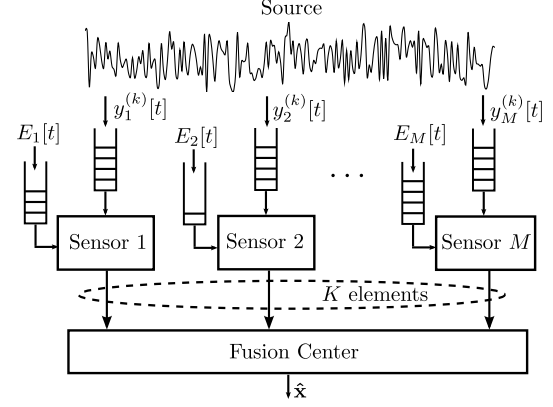 Source
y_1^{(k)}[t] y_2^{(k)}[t] y_M^{(k)}[t]
E_1[t] E_2[t] E_M[t]
...
Sensor 1 Sensor 2 Sensor M
K elements
Fusion Center
x̂